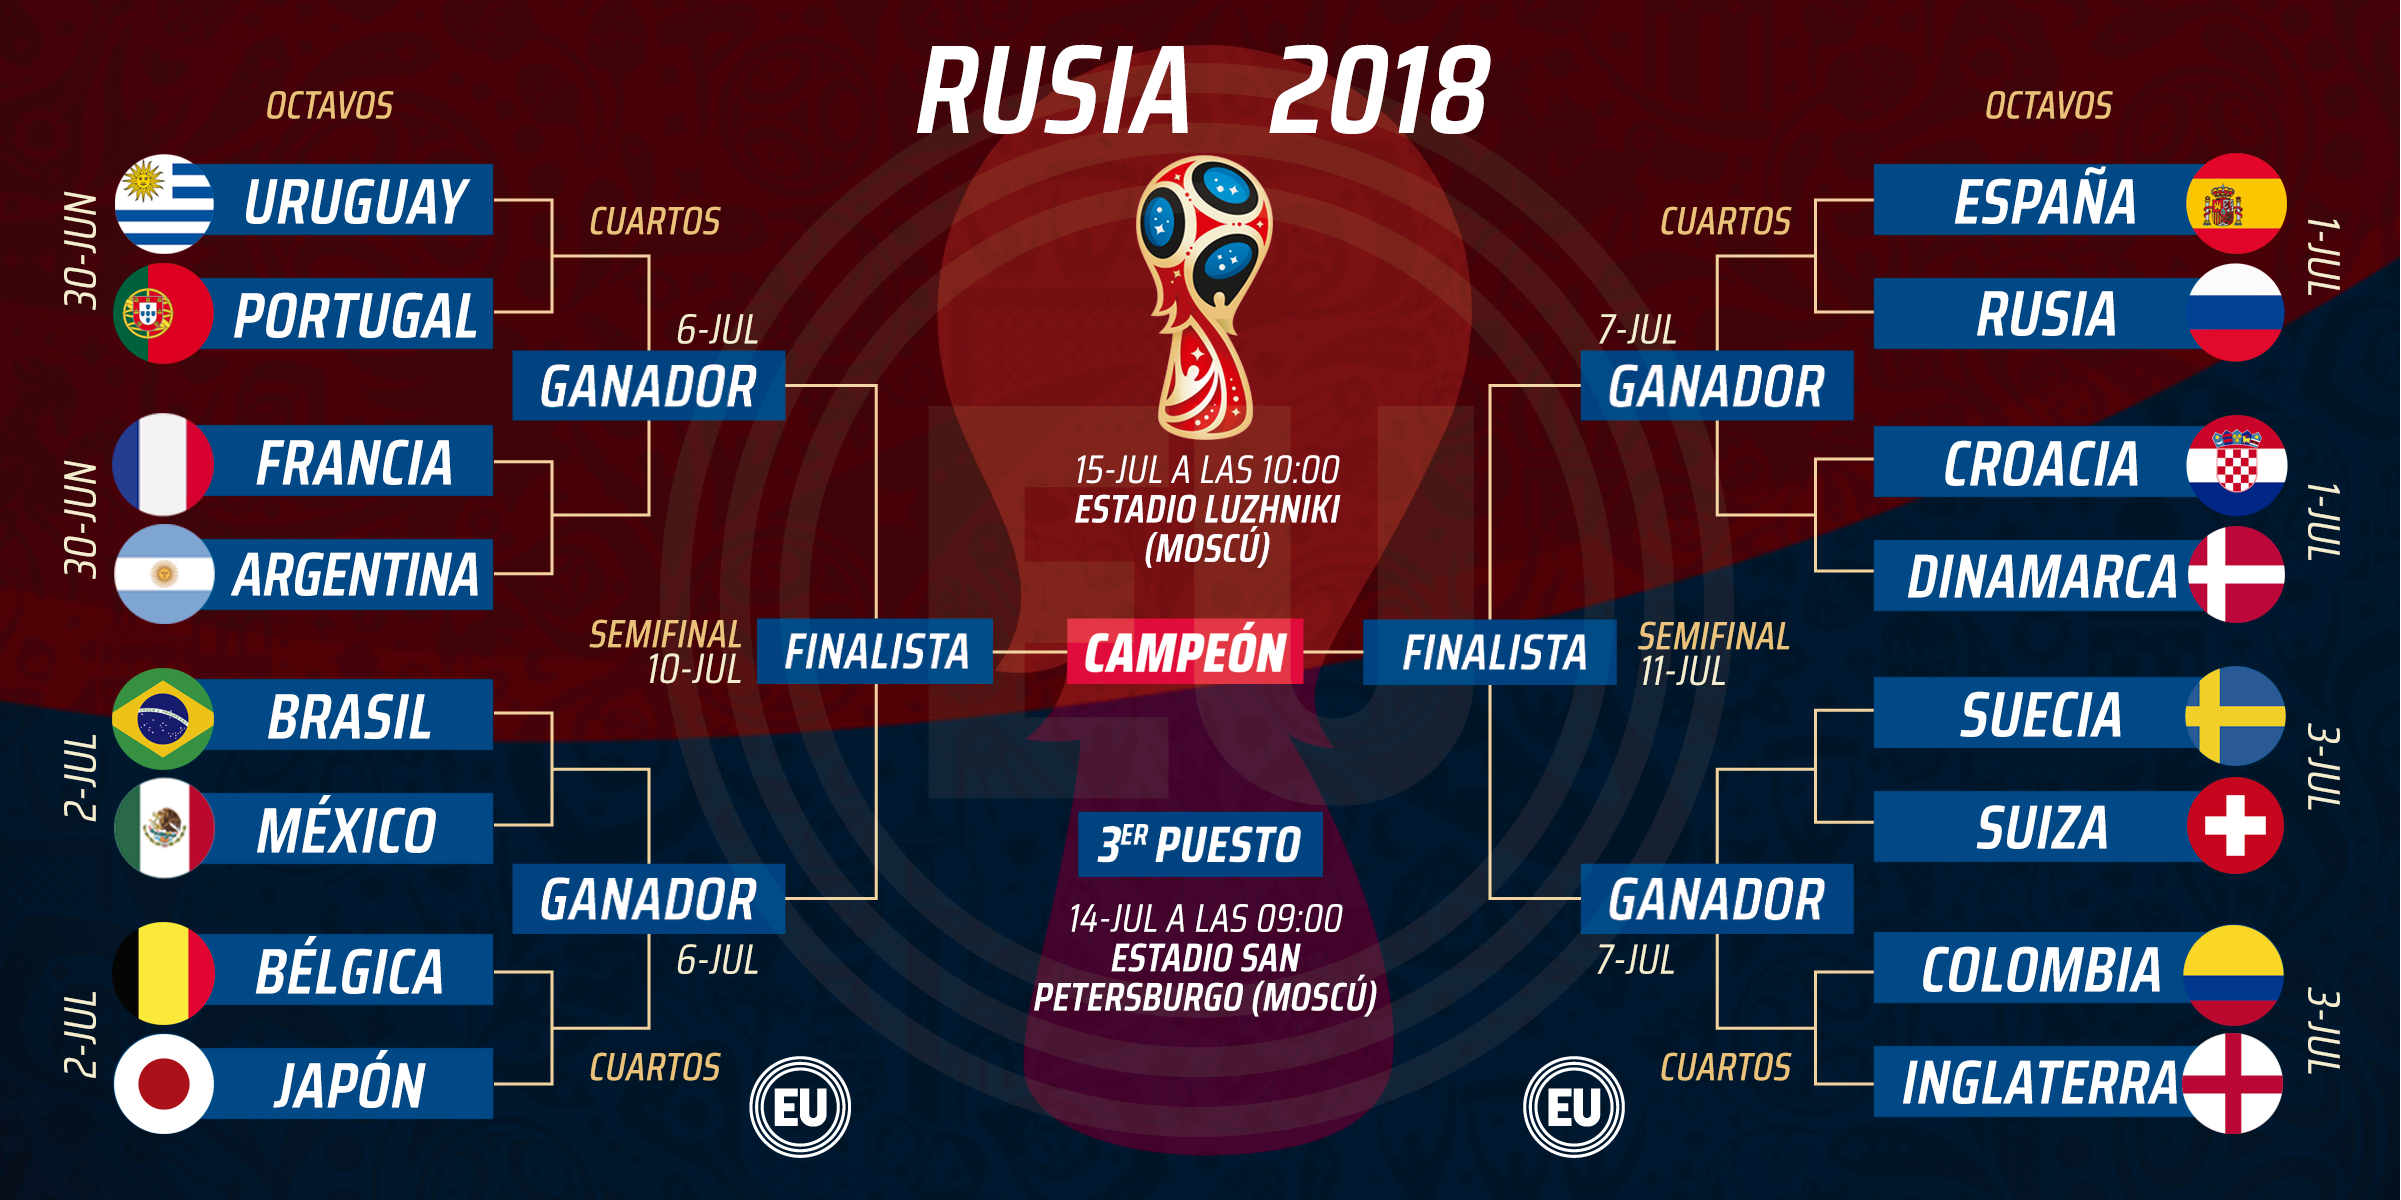 RUSIA 2018
OCTAVOS
30-JUN
URUGUAY
PORTUGAL
30-JUN
FRANCIA
ARGENTINA
2-JUL
BRASIL
MÉXICO
2-JUL
BÉLGICA
JAPÓN
CUARTOS
6-JUL
GANADOR
SEMIFINAL
10-JUL
FINALISTA
GANADOR
6-JUL
CUARTOS
EU
15-JUL A LAS 10:00
ESTADIO LUZHNIKI
(MOSCÚ)
CAMPEÓN
3ER PUESTO
14-JUL A LAS 09:00
ESTADIO SAN
PETERSBURGO (MOSCÚ)
EU
OCTAVOS
CUARTOS
7-JUL
GANADOR
FINALISTA
SEMIFINAL
11-JUL
GANADOR
7-JUL
CUARTOS
EU
ESPAÑA
RUSIA
1-JUL
CROACIA
DINAMARCA
1-JUL
SUECIA
SUIZA
3-JUL
COLOMBIA
INGLATERRA
3-JUL